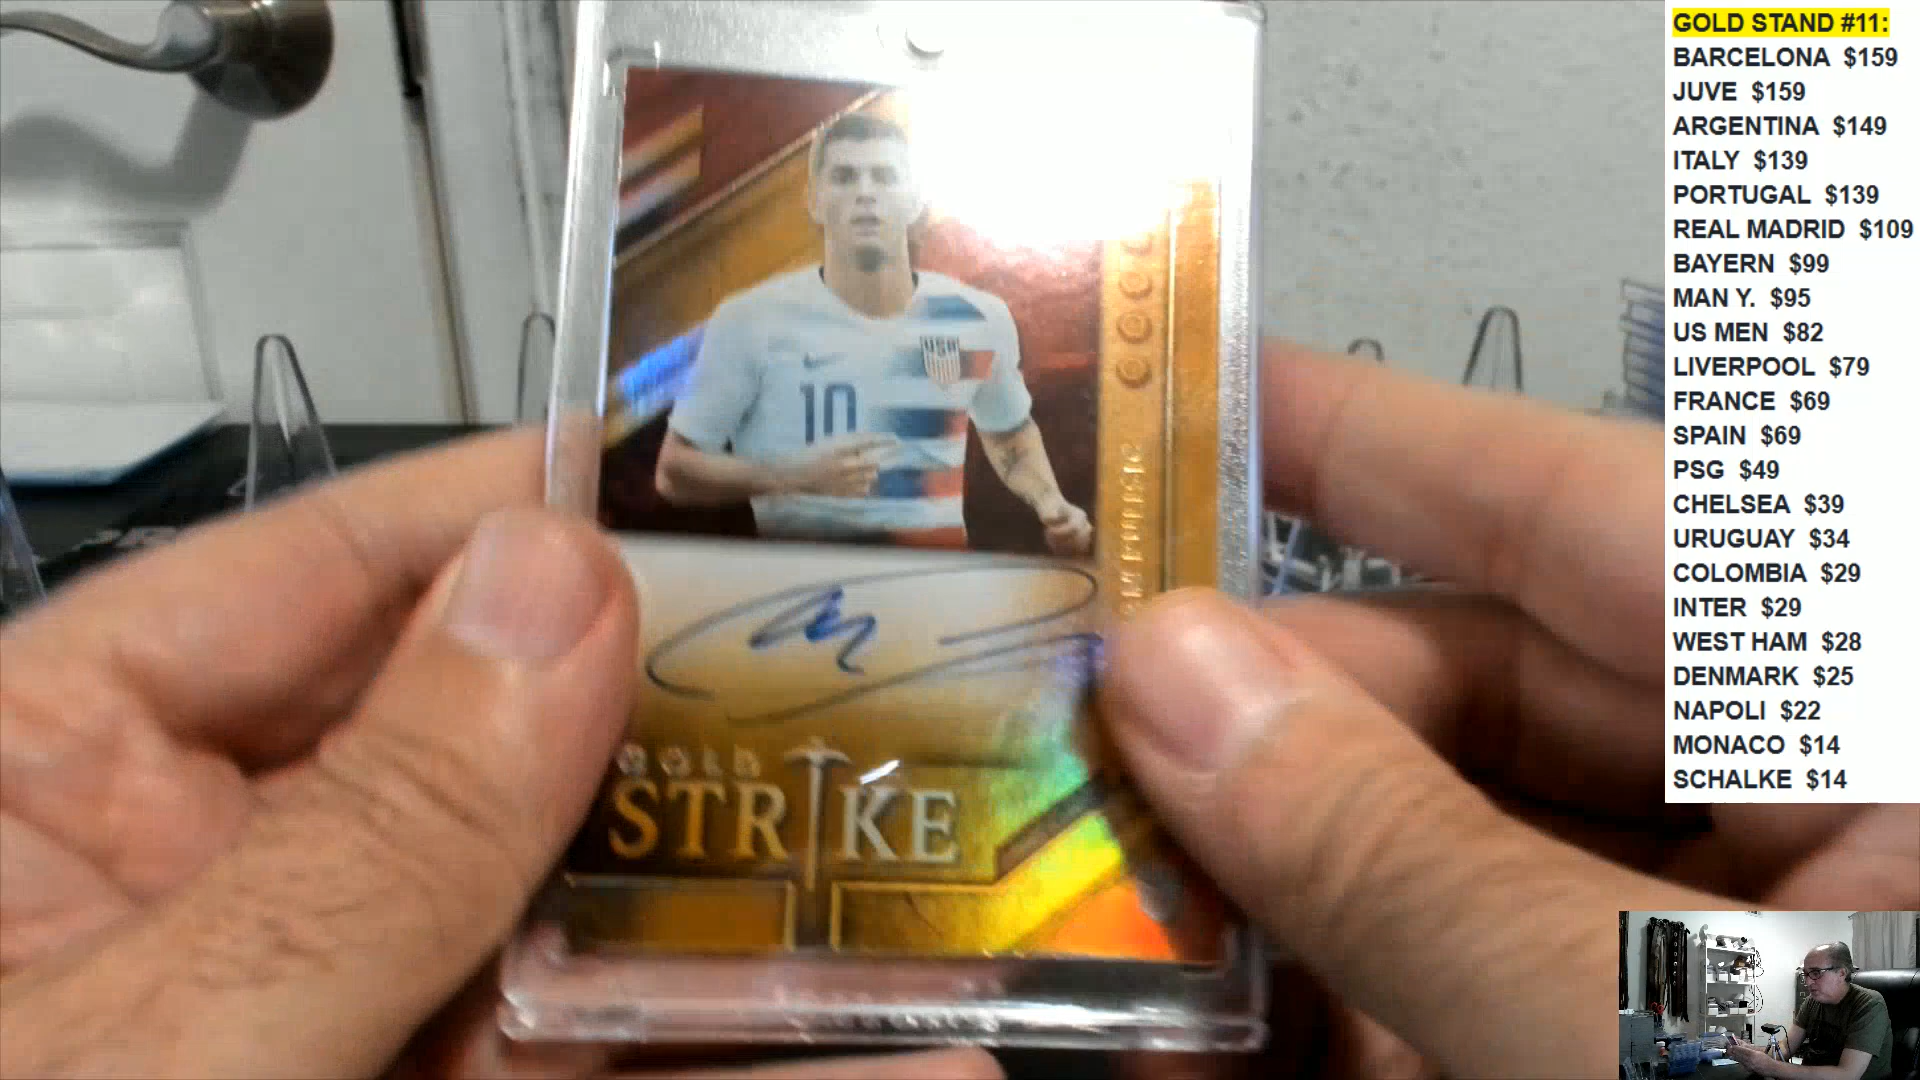 GOLD STAND #11:
BARCELONA $159
JUVE $159
ARGENTINA $149
ITALY $139
PORTUGAL $139
REAL MADRID $109
BAYERN $99
MAN Y. $95
US MEN $82
LIVERPOOL $79
FRANCE $69
SPAIN $69
PSG $49
CHELSEA $39
URUGUAY $34
COLOMBIA $29
INTER $29
WEST HAM $28
DENMARK $25
NAPOLI $22
MONACO $14
SCHALKE $14
USA
10
GOLD
STRIKE